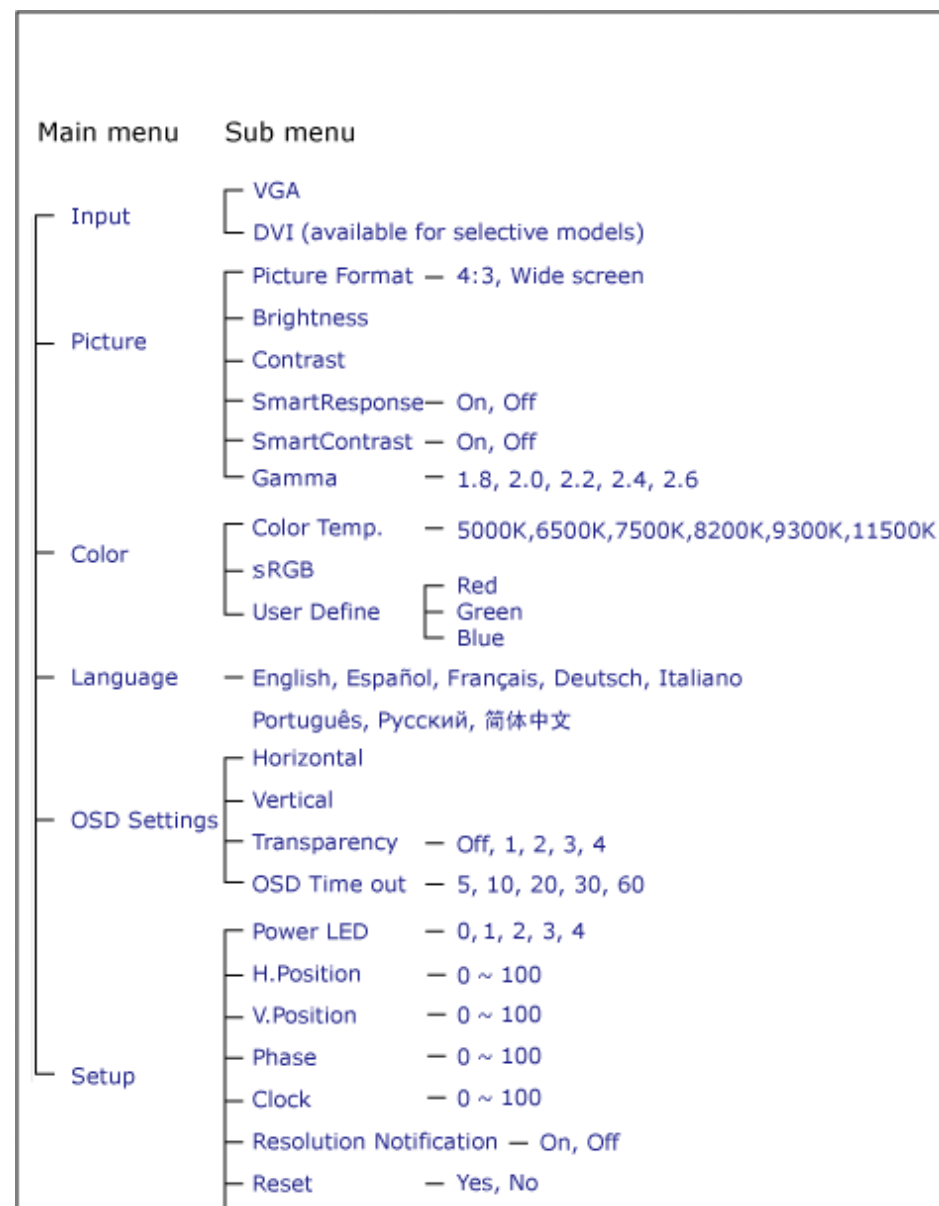 Main menu Sub menu
VGA
Input
DVI (available for selective models)
Picture Format — 4:3, Wide screen
Brightness
Picture
Contrast
SmartResponse— On, Off
SmartContrast — On, Off
Gamma — 1.8, 2.0, 2.2, 2.4, 2.6
Color Temp. — 5000K,6500K,7500K,8200K,9300K,11500K
Color
sRGB
Red
User Define Green
Blue
Language — English, Español, Français, Deutsch, Italiano
Português, Русский, 简体中文
Horizontal
Vertical
OSD Settings
Transparency — Off, 1, 2, 3, 4
OSD Time out — 5, 10, 20, 30, 60
Power LED — 0, 1, 2, 3, 4
H.Position — 0 ~ 100
V.Position — 0 ~ 100
Phase — 0 ~ 100
Setup
Clock — 0 ~ 100
Resolution Notification — On, Off
Reset — Yes, No